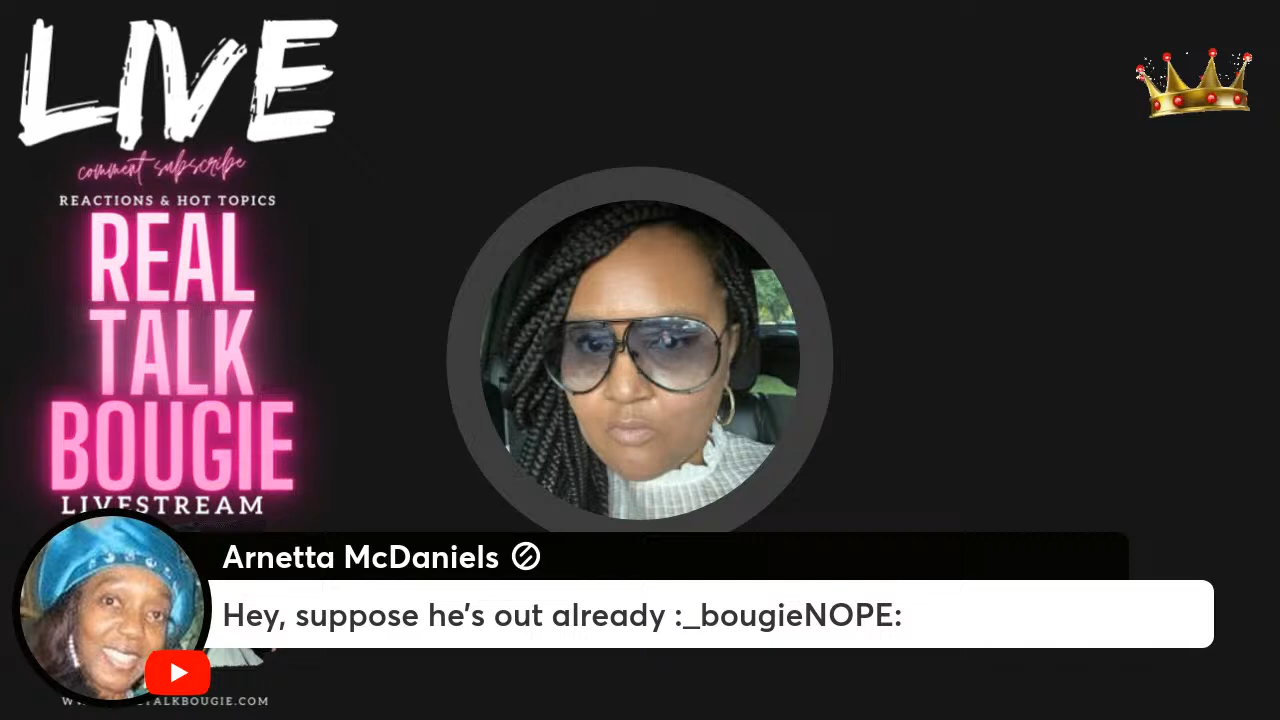 LIVE
comment subscribe
REACTIONS & HOT TOPICS
REAL
TALK
BOUGIE
LIVESTREAM
Arnetta McDaniels
Hey, suppose he's out already :_bougieNOPE: